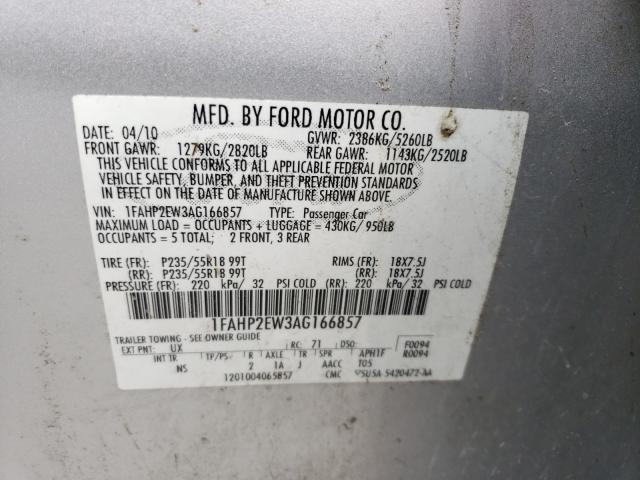 MFD. BY FORD MOTOR CO.
DATE: 04/10 GVWR: 2386KG/5260LB
FRONT GAWR: 1279KG/2820LB REAR GAWR: 1143KG/2520LB
THIS VEHICLE CONFORMS TO ALL APPLICABLE FEDERAL MOTOR
VEHICLE SAFETY, BUMPER, AND THEFT PREVENTION STANDARDS
IN EFFECT ON THE DATE OF MANUFACTURE SHOWN ABOVE.
VIN: 1FAHP2EW3AG166857 TYPE: Passenger Car
MAXIMUM LOAD = OCCUPANTS + LUGGAGE = 430KG/ 950LB
OCCUPANTS = 5 TOTAL; 2 FRONT, 3 REAR
TIRE (FR): P235/55R18 99T RIMS (FR): 18X7.5J
(RR): P235/55R18 99T (RR): 18X7.5J
PRESSURE (FR): 220 kPa/ 32 PSI COLD (RR): 220 kPa/ 32 PSI COLD
1FAHP2EW3AG166857
TRAILER TOWING - SEE OWNER GUIDE
EXT PNT: UX RC: 71 DSO: F0094
R0094
INT TR TP/PS R AXLE TR SPR APH1F
NS 2 1A J AACC T05
1201004065857 CMC 5420472-AA